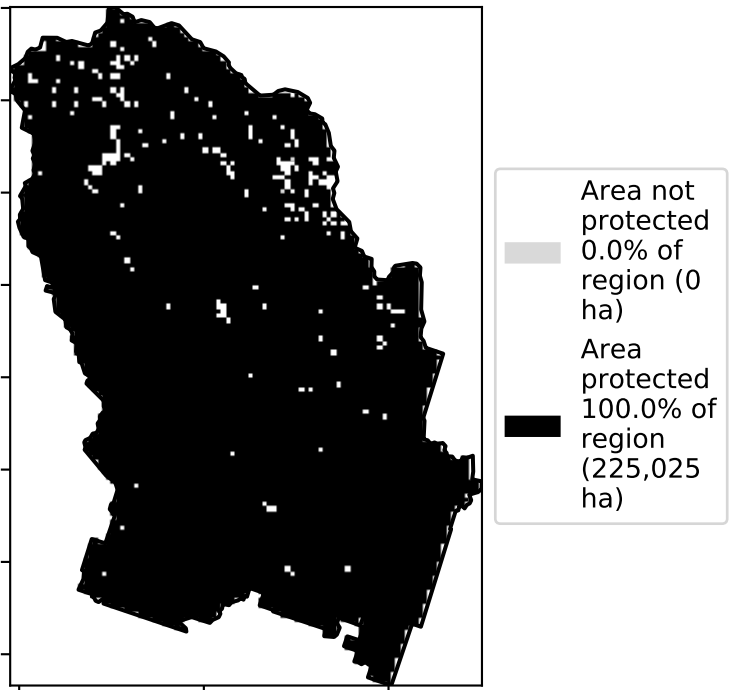 Area not
protected
0.0% of
region (0
ha)
Area
protected
100.0% of
region
(225,025
ha)